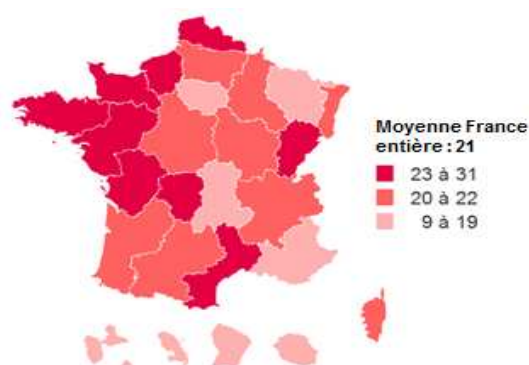 Moyenne France
entière : 21
23 à 31
20 à 22
9 à 19